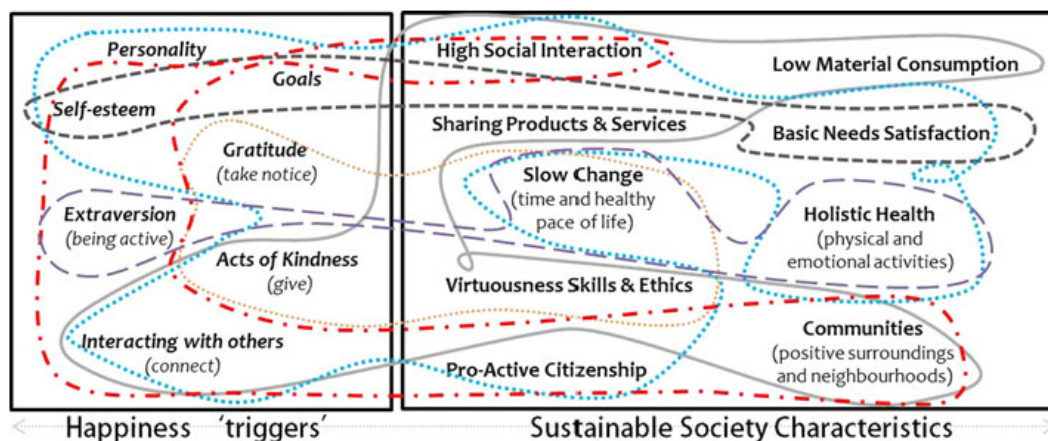 Personality
Goals
Self-esteem
Gratitude
(take notice)
Extraversion
(being active)
Acts of Kindness
(give)
Interacting with others
(connect)
High Social Interaction
Low Material Consumption
Sharing Products & Services
Basic Needs Satisfaction
Slow Change
(time and healthy
pace of life)
Holistic Health
(physical and
emotional activities)
Virtuousness Skills & Ethics
Communities
(positive surroundings
and neighbourhoods)
Pro-Active Citizenship
Happiness 'triggers'
Sustainable Society Characteristics